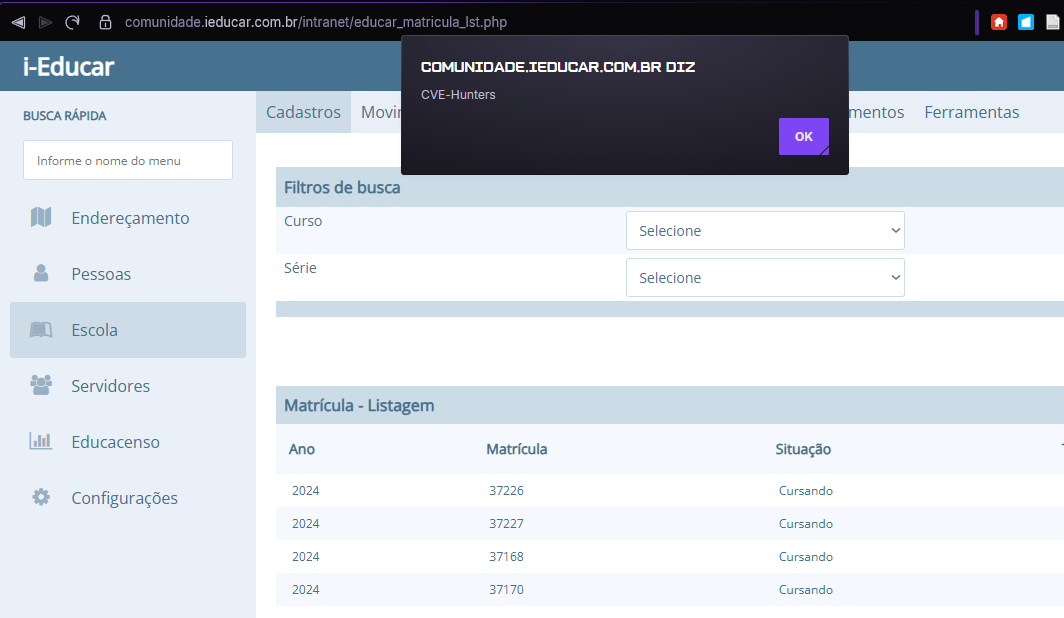 comunidade.ieducar.com.br/intranet/educar_matricula_lst.php
COMUNIDADE.IEDUCAR.COM.BR DIZ
CVE-Hunters
OK
i-Educar
BUSCA RÁPIDA
Informe o nome do menu
Endereçamento
Pessoas
Escola
Servidores
Educacenso
Configurações
Cadastros Movi mentos Ferramentas
Filtros de busca
Curso Selecione
Série Selecione
Matrícula - Listagem
Ano Matrícula Situação
2024 37226 Cursando
2024 37227 Cursando
2024 37168 Cursando
2024 37170 Cursando